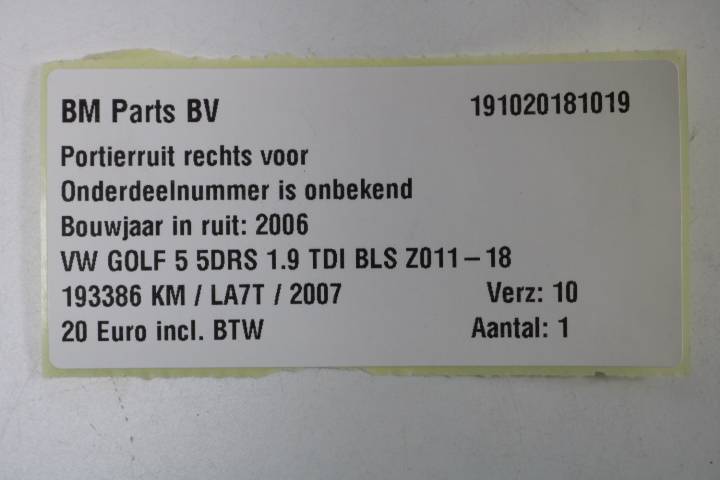 BM Parts BV 191020181019
Portierruit rechts voor
Onderdeelnummer is onbekend
Bouwjaar in ruit: 2006
VW GOLF 5 5DRS 1.9 TDI BLS Z011-18
193386 KM / LA7T / 2007 Verz: 10
20 Euro incl. BTW Aantal: 1